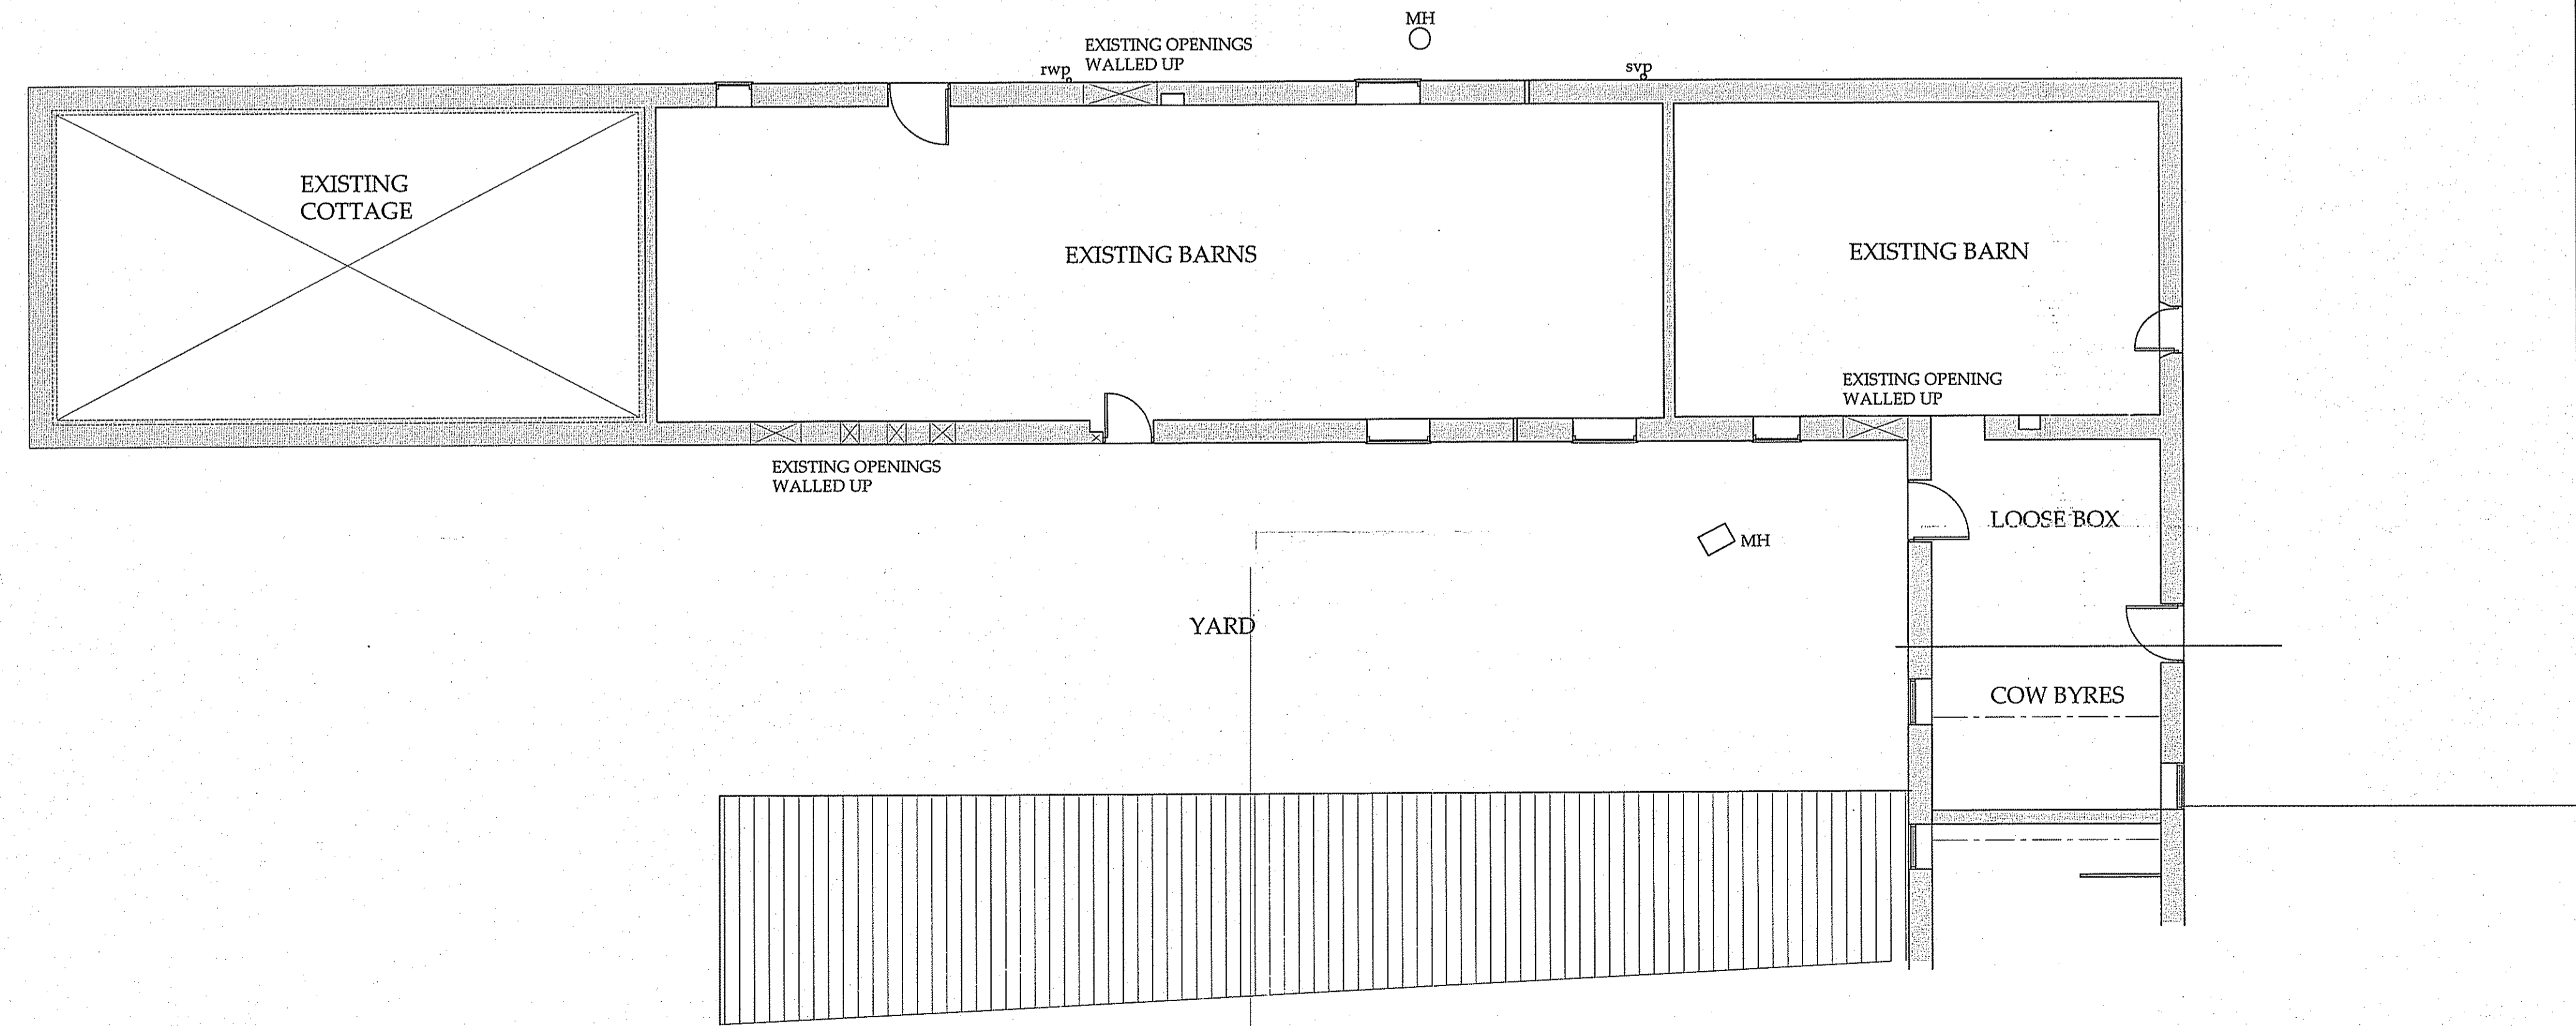 MH
EXISTING OPENINGS
WALLED UP
rwp
svp
EXISTING
COTTAGE
EXISTING BARNS
EXISTING BARN
EXISTING OPENING
WALLED UP
EXISTING OPENINGS
WALLED UP
LOOSE BOX
MH
YARD
COW BYRES